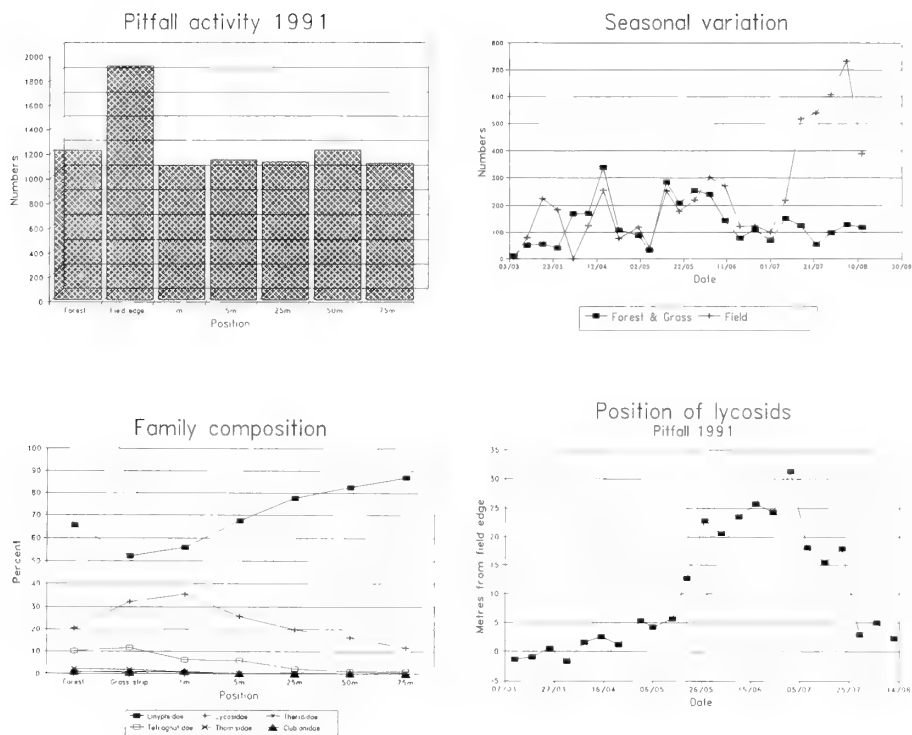 Pitfall activity 1991
2000
1800
1600
1400
1200
1000
800
600
400
200
0
Numbers
Forest Field edge 5m 25m 50m 75m
Position
Seasonal variation
800
700
600
500
400
300
200
100
0
Numbers
03/03 23/03 12/04 02/05 22/05 11/06 01/07 21/07 10/08 30/09
Date
Forest & Grass Field
Family composition
100
90
80
70
60
50
40
30
20
10
0
Percent
Forest Grass strip 1m 5m 25m 50m 75m
Position
Linyphiidae Lycosidae Theridiidae
Tetragnatidae Thomisidae Clubionidae
Position of lycosids
Pitfall 1991
35
30
25
20
15
10
5
0
-5
Metres from field edge
27/03 16/04 06/05 26/05 15/06 05/07 14/08
Date